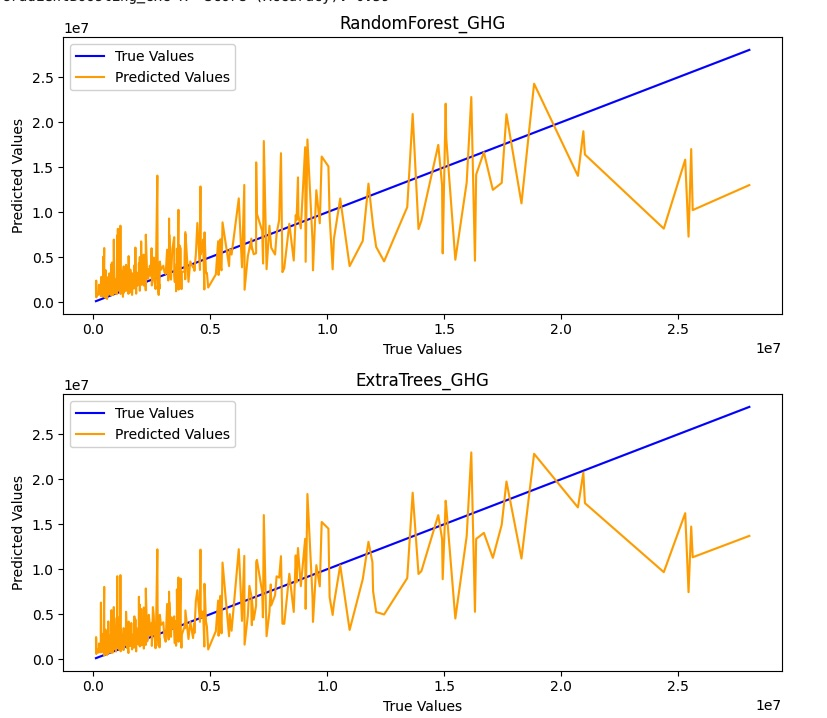 RandomForest_GHG
1e7
True Values
Predicted Values
2.5
2.0
1.5
1.0
0.5
0.0
Predicted Values
0.0 0.5 1.0 1.5 2.0 2.5
True Values
1e7
ExtraTrees_GHG
1e7
True Values
Predicted Values
2.5
2.0
1.5
1.0
0.5
0.0
Predicted Values
0.0 0.5 1.0 1.5 2.0 2.5
True Values
1e7